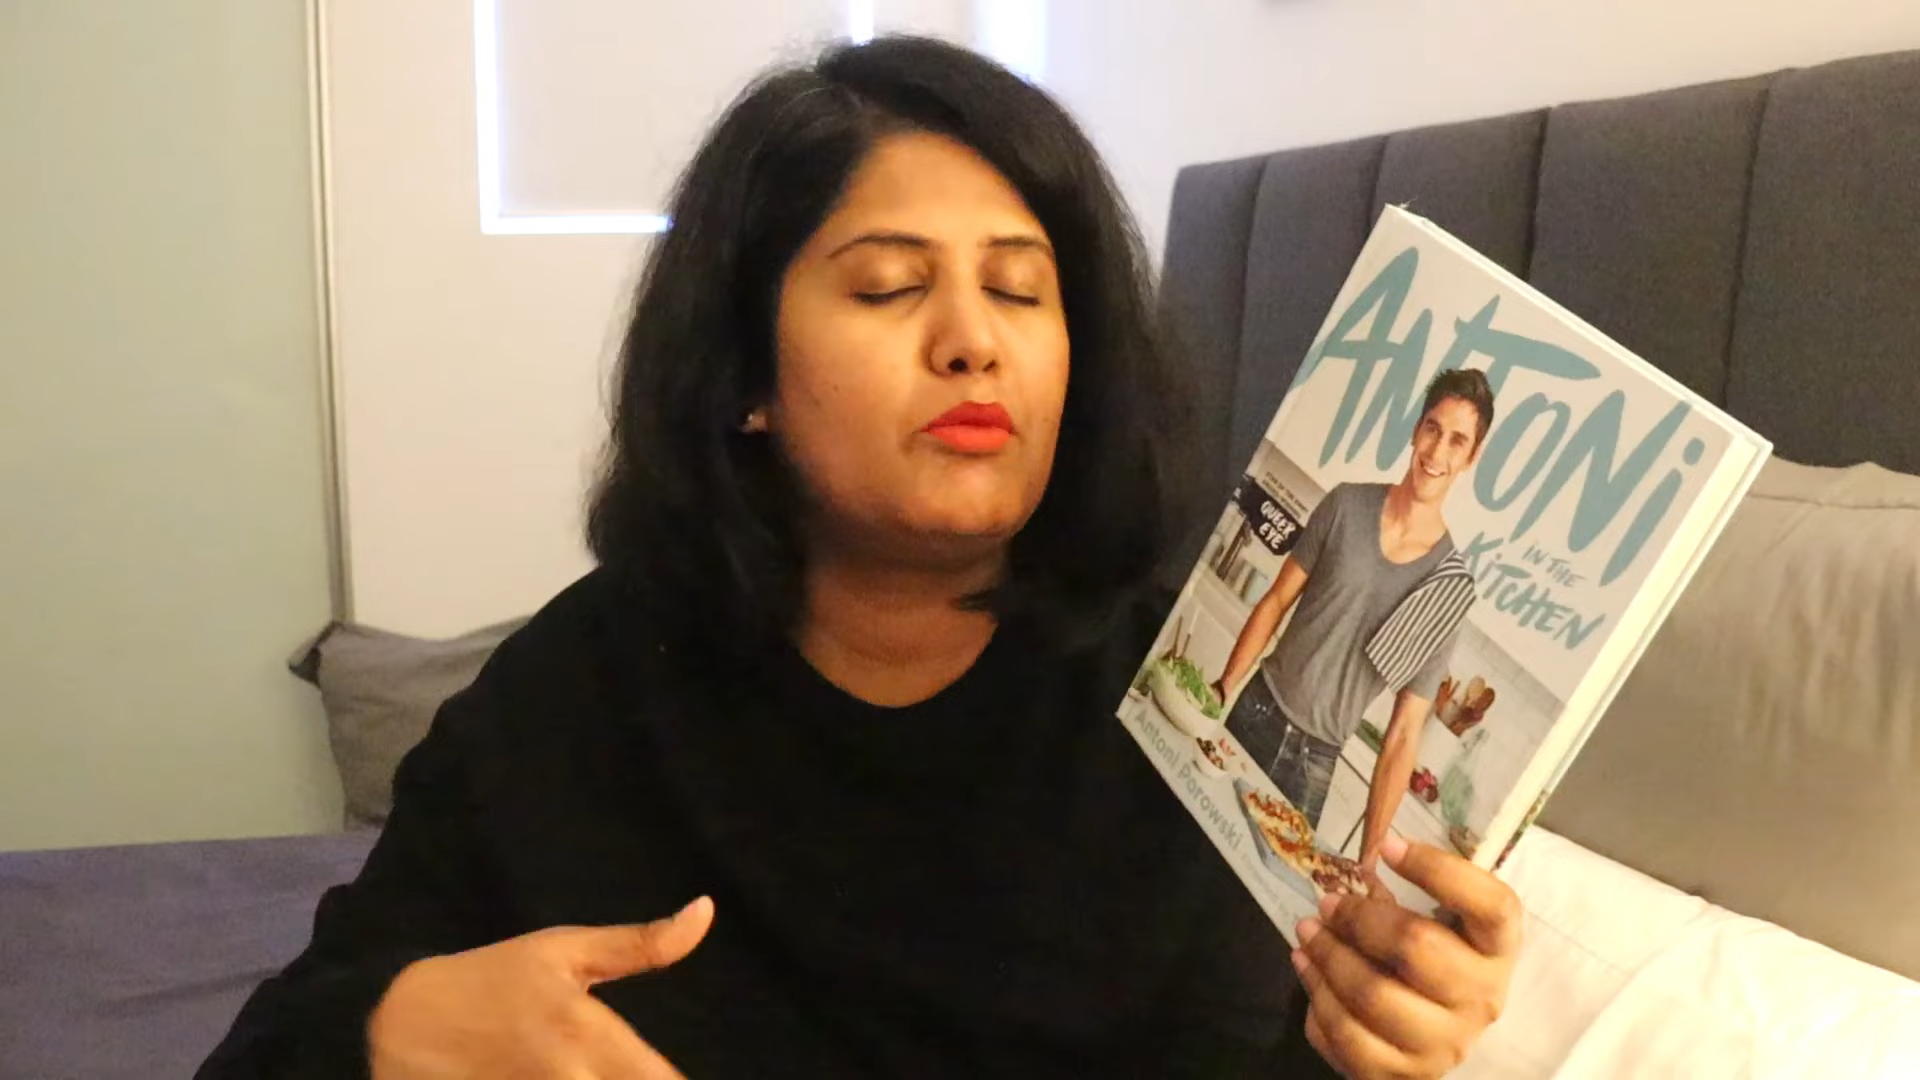 ANTONi
IN THE
KiTCHEN
QUEER
EYE
Antoni Porowski